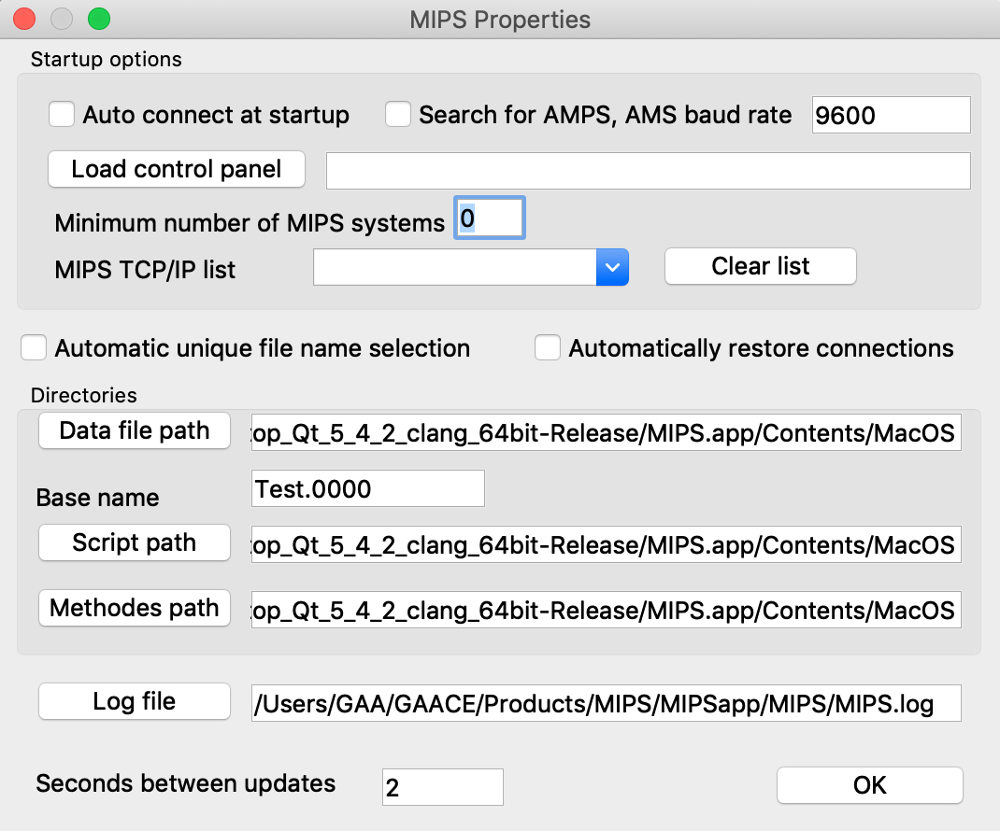 MIPS Properties
Startup options
Auto connect at startup Search for AMPS, AMS baud rate 9600
Load control panel
Minimum number of MIPS systems 0
MIPS TCP/IP list Clear list
Automatic unique file name selection Automatically restore connections
Directories
Data file path op_Qt_5_4_2_clang_64bit-Release/MIPS.app/Contents/MacOS
Base name Test.0000
Script path op_Qt_5_4_2_clang_64bit-Release/MIPS.app/Contents/MacOS
Methodes path op_Qt_5_4_2_clang_64bit-Release/MIPS.app/Contents/MacOS
Log file /Users/GAA/GAACE/Products/MIPS/MIPSapp/MIPS/MIPS.log
Seconds between updates 2 OK